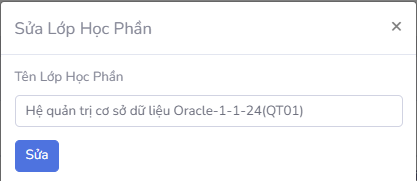 Sửa Lớp Học Phần ×
Tên Lớp Học Phần
Hệ quản trị cơ sở dữ liệu Oracle-1-1-24(QT01)
Sửa